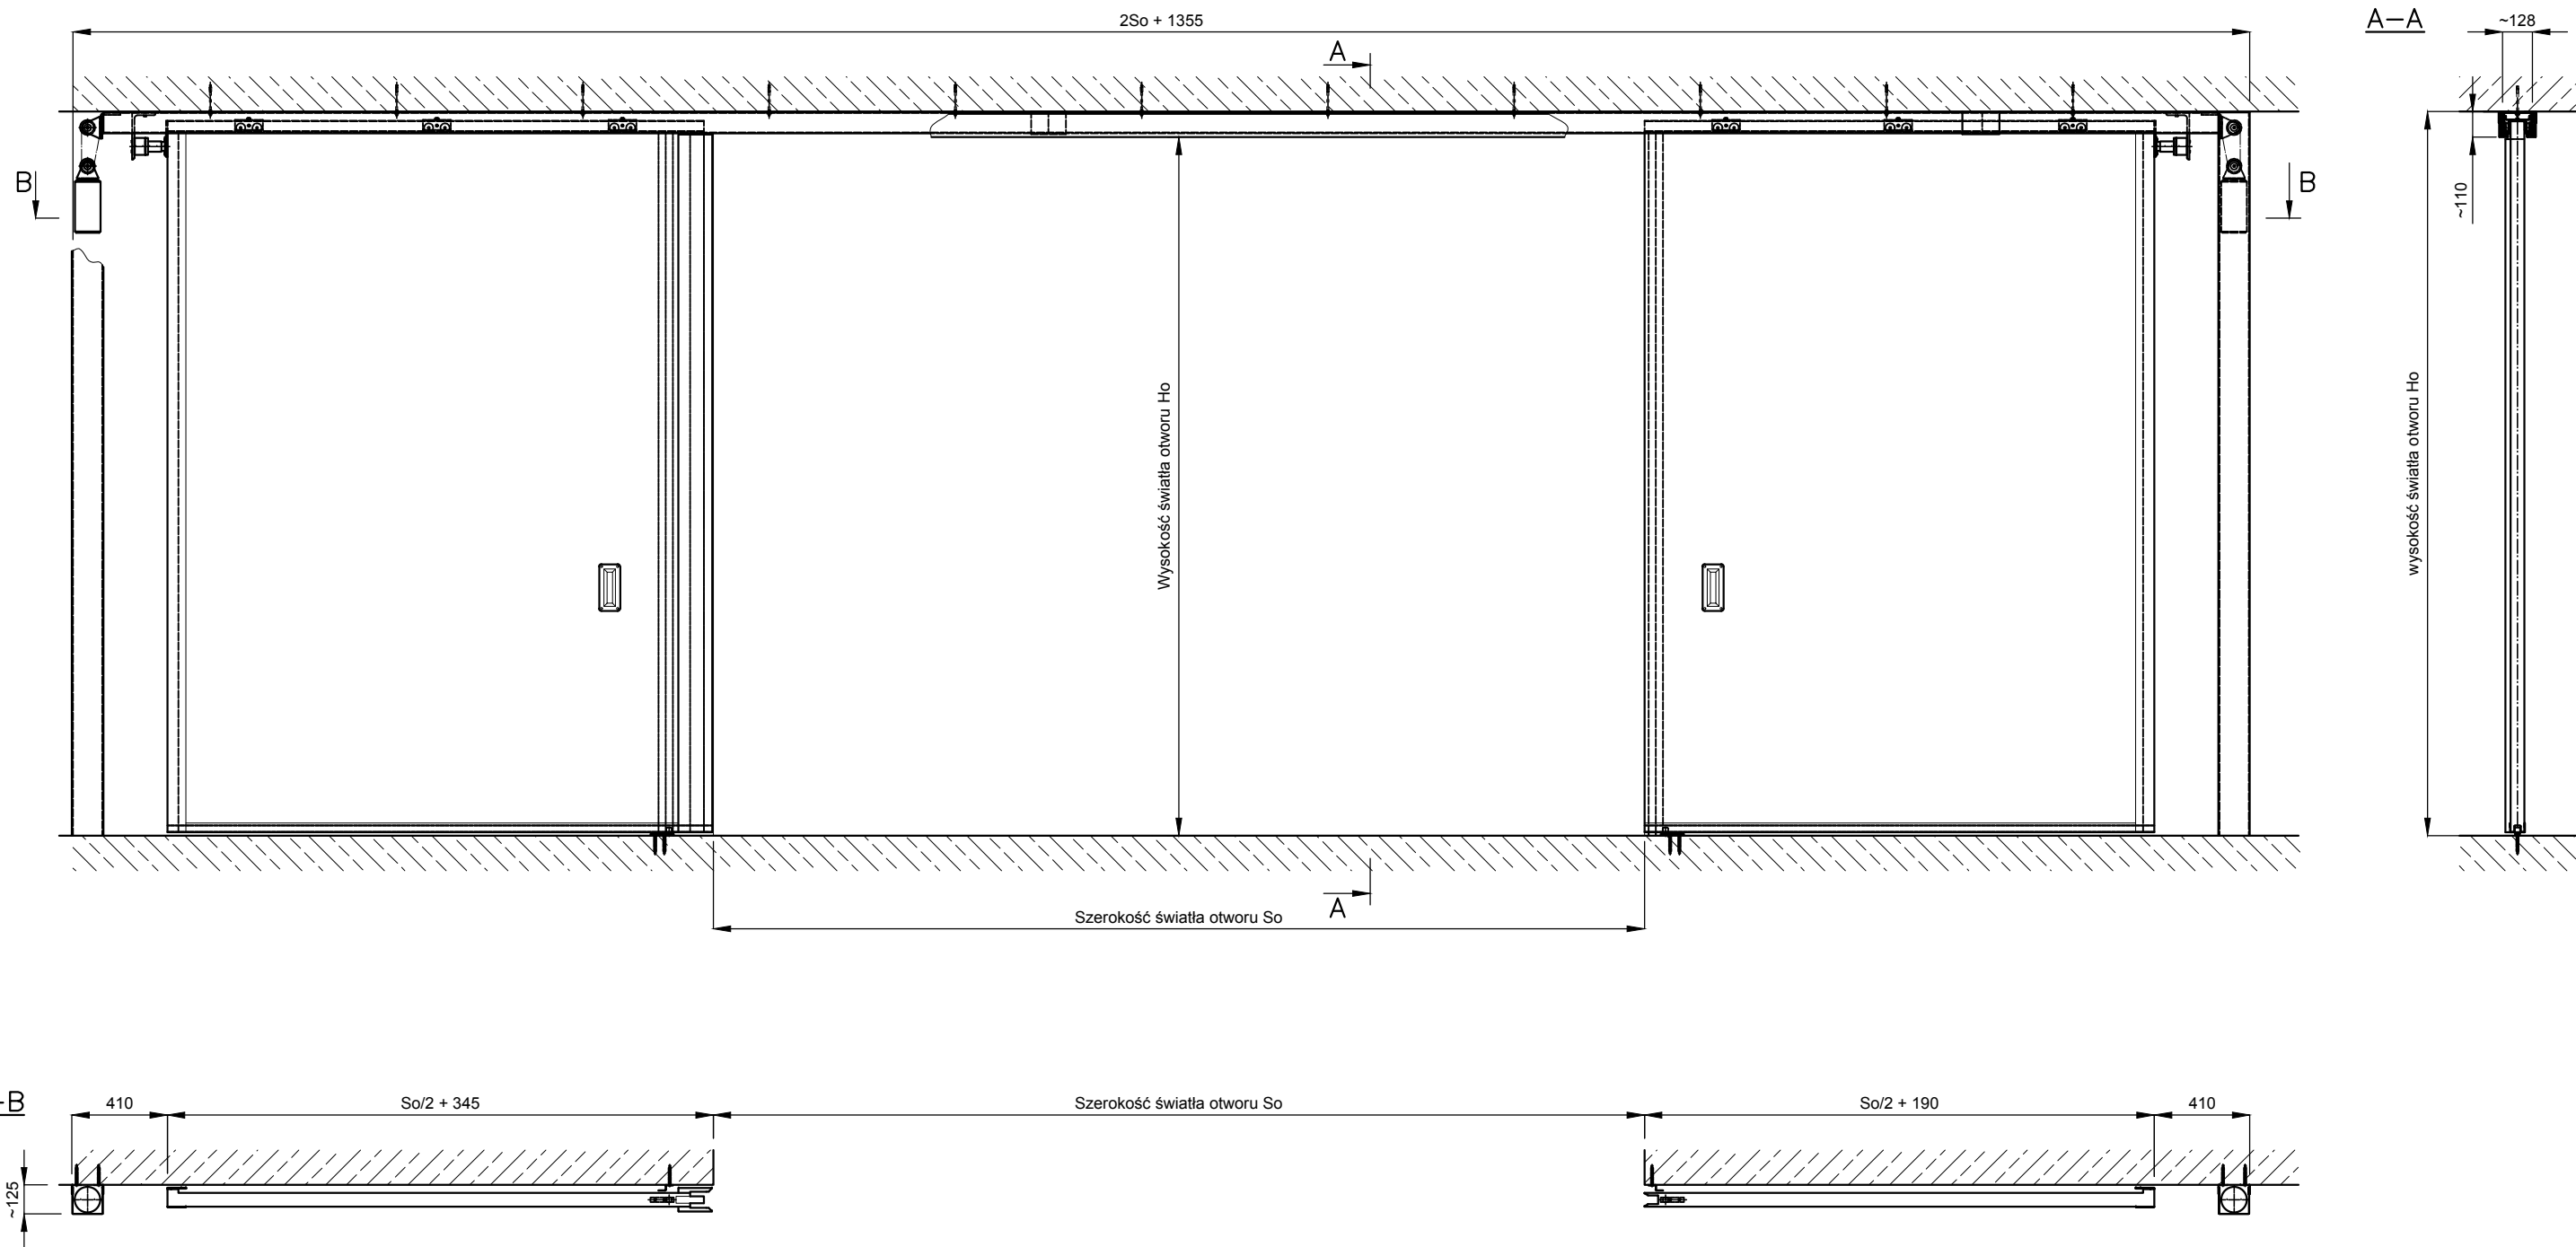 2So + 1355
A
A-A
~128
B
B
~110
Wysokość światła otworu Ho
wysokość światła otworu Ho
A
Szerokość światła otworu So
-B
410
So/2 + 345
Szerokość światła otworu So
So/2 + 190
410
~125